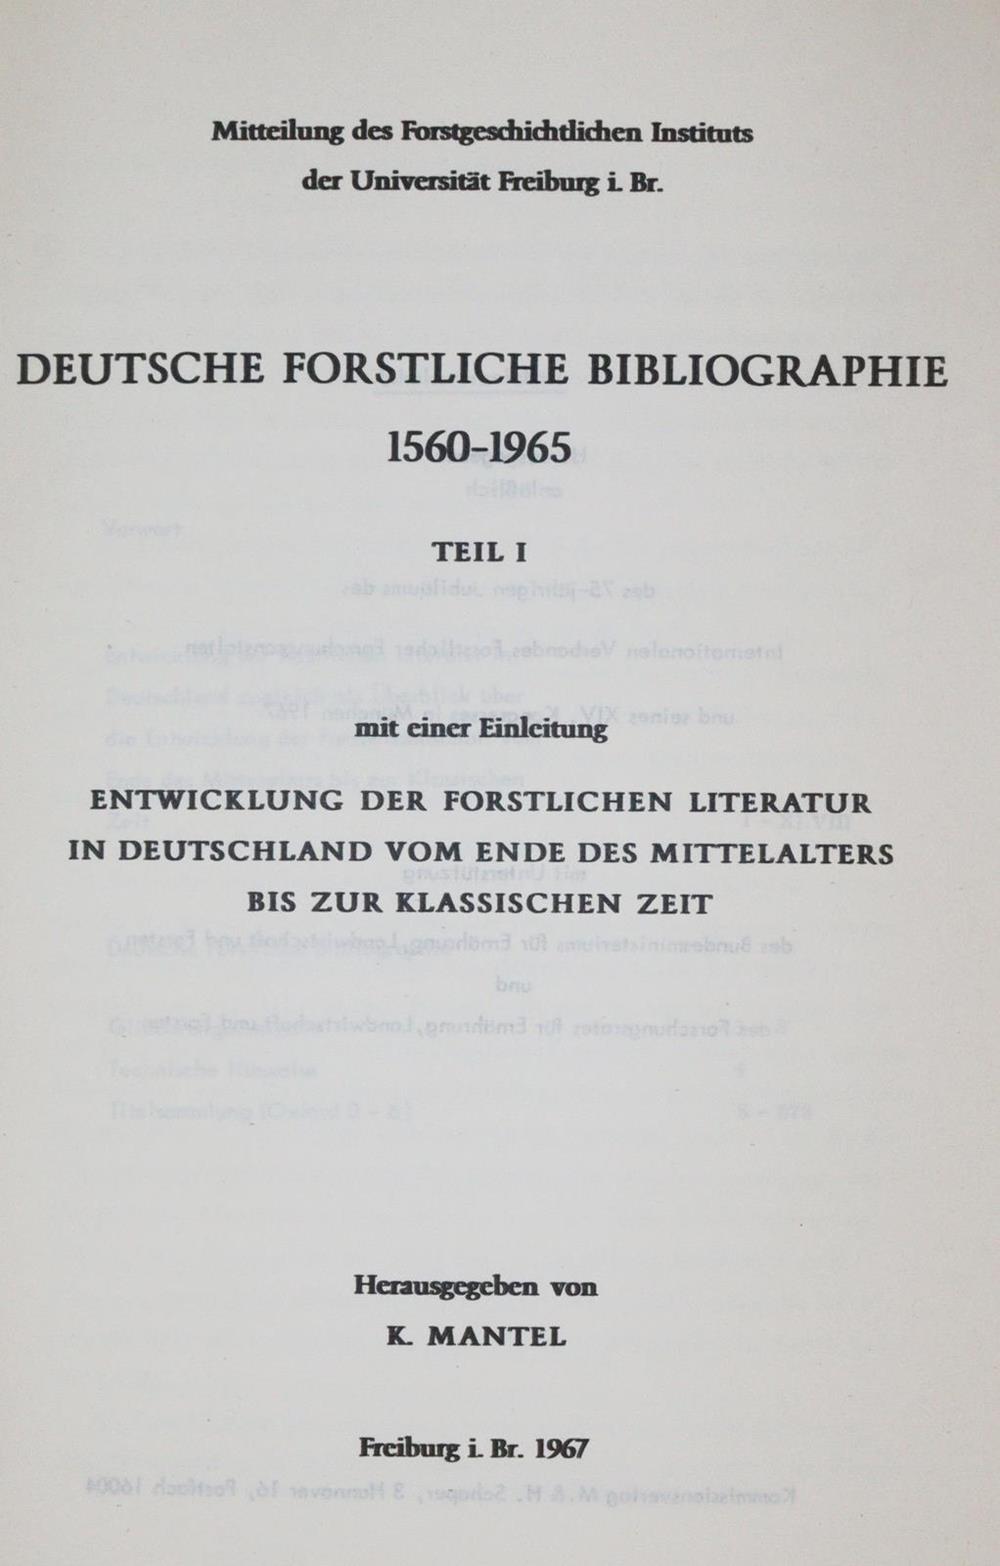 Mitteilung des Forstgeschichtlichen Instituts
der Universität Freiburg i. Br.
DEUTSCHE FORSTLICHE BIBLIOGRAPHIE
1560-1965
TEIL I
mit einer Einleitung
ENTWICKLUNG DER FORSTLICHEN LITERATUR
IN DEUTSCHLAND VOM ENDE DES MITTELALTERS
BIS ZUR KLASSISCHEN ZEIT
Herausgegeben von
K. MANTEL
Freiburg i. Br. 1967